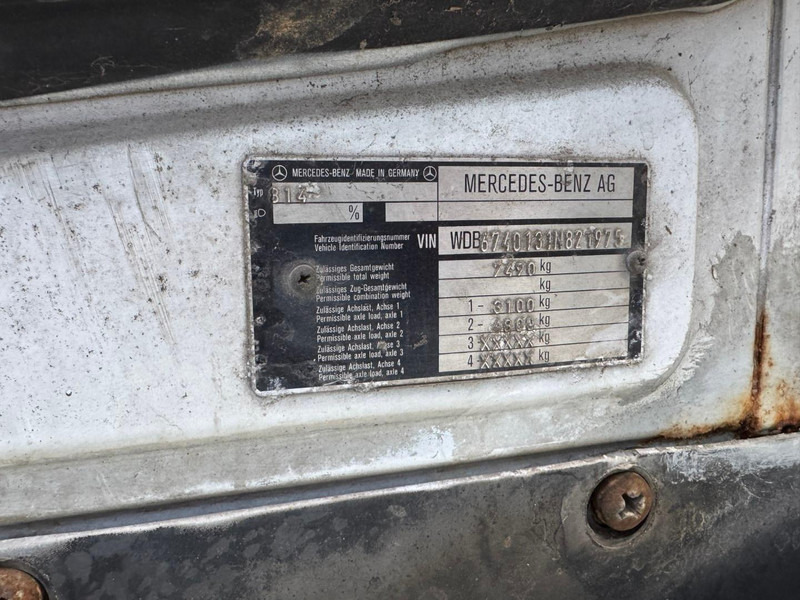 MERCEDES-BENZ MADE IN GERMANY
MERCEDES-BENZ AG
Typ 814
%
Fahrzeugidentifizierungsnummer
Vehicle Identification Number
VIN WDB6740131N821975
Zulässiges Gesamtgewicht
Permissible total weight
7490 kg
Zulässiges Zug-Gesamtgewicht
Permissible combination weight
kg
Zulässige Achslast, Achse 1
Permissible axle load, axle 1
1 - 3100 kg
Zulässige Achslast, Achse 2
Permissible axle load, axle 2
2 - kg
Zulässige Achslast, Achse 3
Permissible axle load, axle 3
3 XXXXX kg
Zulässige Achslast, Achse 4
Permissible axle load, axle 4
4 XXXXX kg